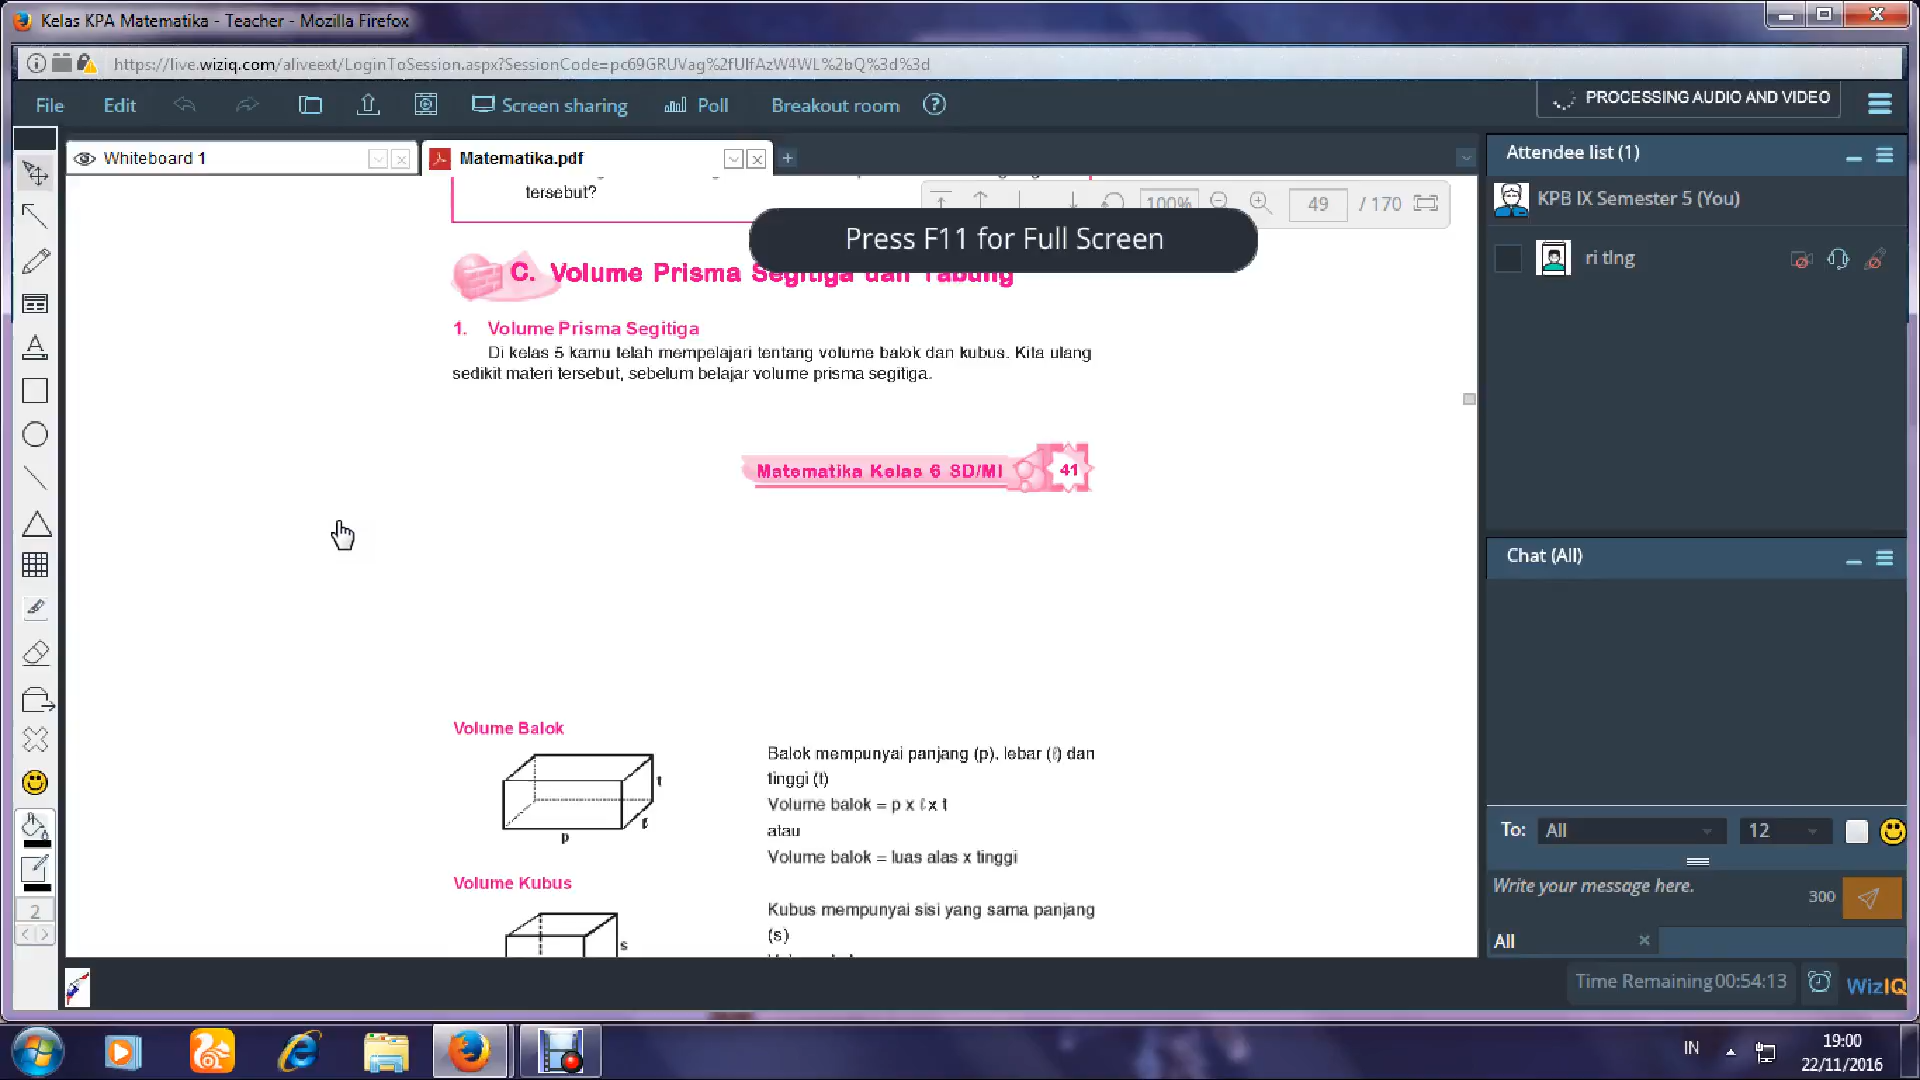 Kelas KPA Matematika - Teacher - Mozilla Firefox
https://live.wiziq.com/aliveext/LoginToSession.aspx?SessionCode=pc69GRUVag%2fUIfAzW4WL%2bQ%3d%3d
File Edit Screen sharing Poll Breakout room ? PROCESSING AUDIO AND VIDEO
Whiteboard 1 Matematika.pdf
tersebut?
100% 49 / 170
Press F11 for Full Screen
C. Volume Prisma Segitiga dan Tabung
1. Volume Prisma Segitiga
Di kelas 5 kamu telah mempelajari tentang volume balok dan kubus. Kita ulang
sedikit materi tersebut, sebelum belajar volume prisma segitiga.
Matematika Kelas 6 SD/MI 41
Volume Balok
t
ℓ
p
Balok mempunyai panjang (p), lebar (ℓ) dan
tinggi (t)
Volume balok = p x ℓ x t
atau
Volume balok = luas alas x tinggi
Volume Kubus
s
Kubus mempunyai sisi yang sama panjang
(s)
2
Attendee list (1)
KPB IX Semester 5 (You)
ri tlng
Chat (All)
To: All 12
Write your message here. 300
All
Time Remaining 00:54:13 WizIQ
IN 19:00
22/11/2016